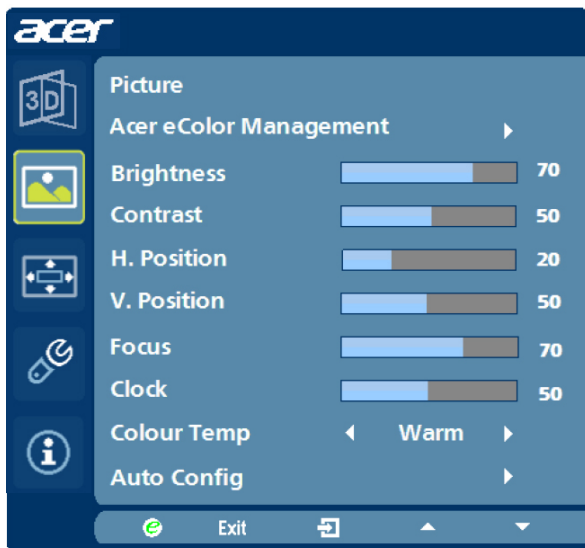 acer
3D
Picture
Acer eColor Management
Brightness 70
Contrast 50
H. Position 20
V. Position 50
Focus 70
Clock 50
Colour Temp Warm
Auto Config
e Exit